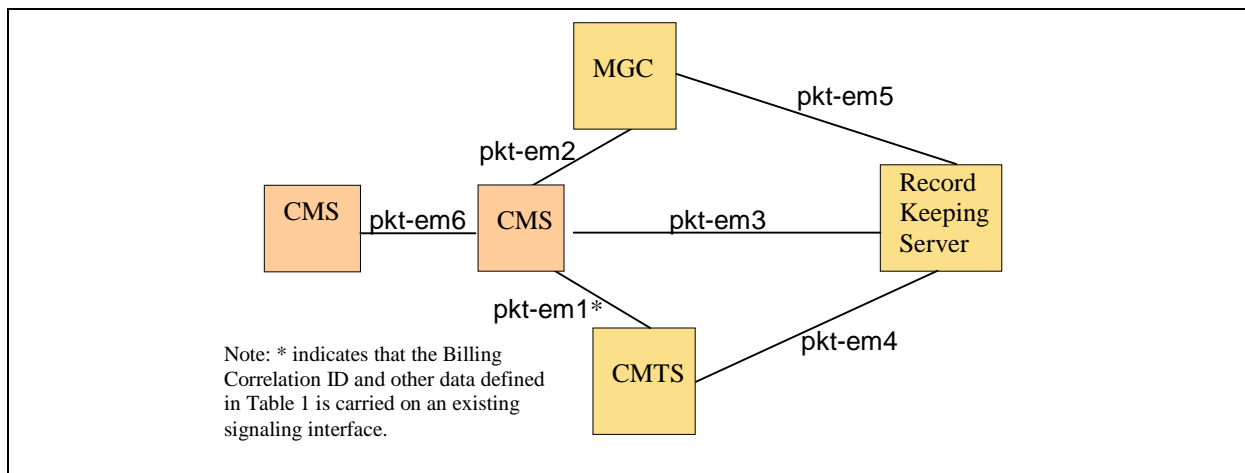 MGC
pkt-em5
pkt-em2
Record
Keeping
Server
CMS
pkt-em6
CMS
pkt-em3
pkt-em1*
CMTS
pkt-em4
Note: * indicates that the Billing
Correlation ID and other data defined
in Table 1 is carried on an existing
signaling interface.